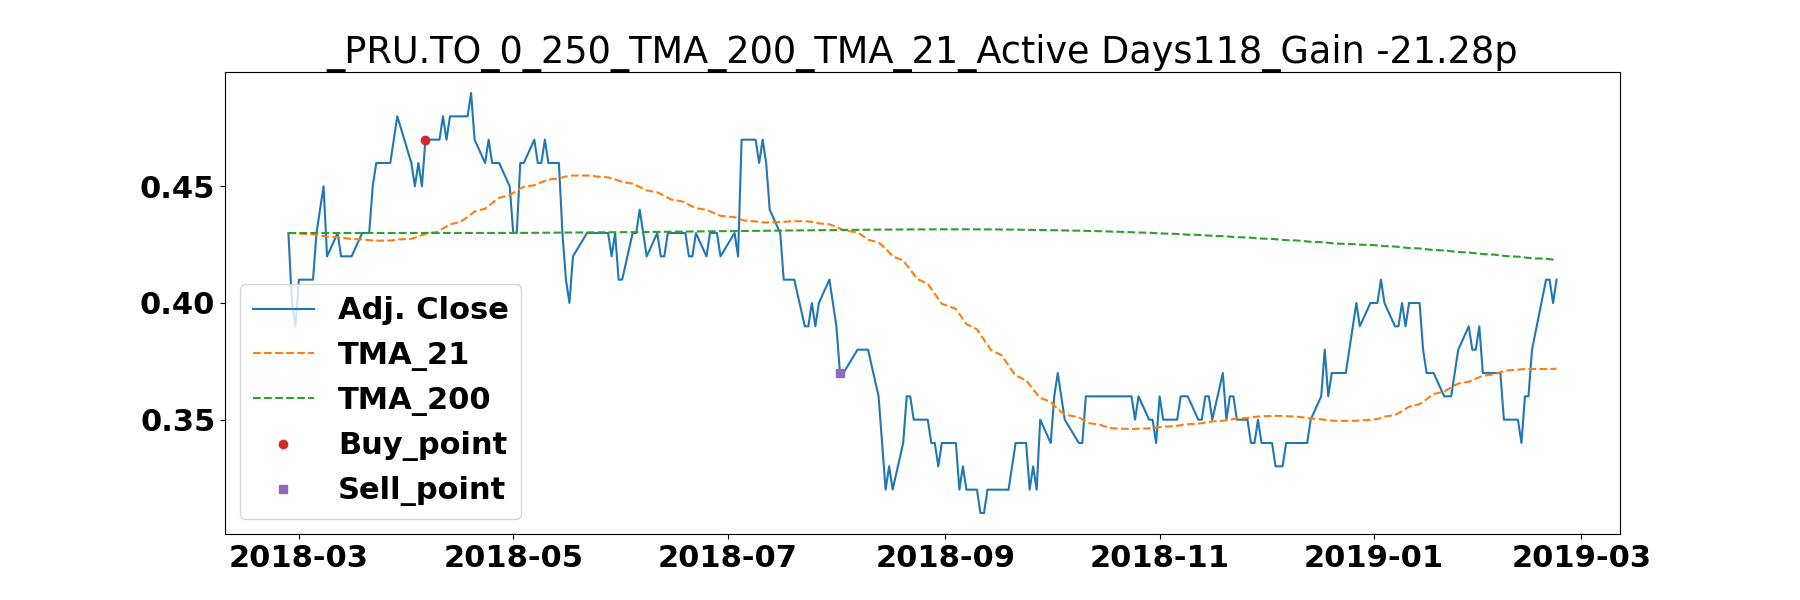 _PRU.TO_0_250_TMA_200_TMA_21_Active Days118_Gain -21.28p
0.45
0.40
0.35
Adj. Close
TMA_21
TMA_200
Buy_point
Sell_point
2018-03 2018-05 2018-07 2018-09 2018-11 2019-01 2019-03